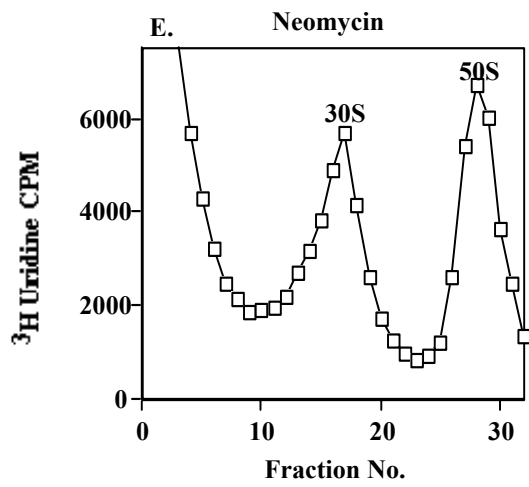 E. Neomycin
50S
30S
6000
4000
2000
0
³H Uridine CPM
0 10 20 30
Fraction No.